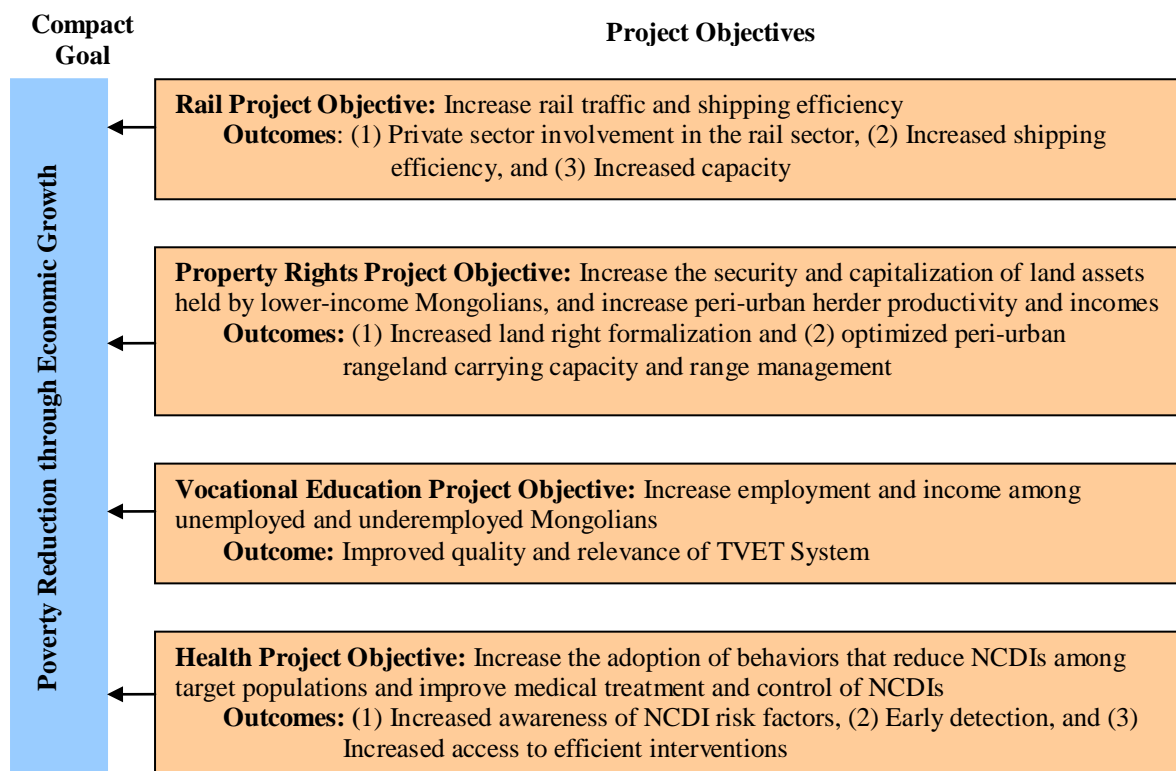 Compact
Goal
Project Objectives
Poverty Reduction through Economic Growth
Rail Project Objective: Increase rail traffic and shipping efficiency
Outcomes: (1) Private sector involvement in the rail sector, (2) Increased shipping
efficiency, and (3) Increased capacity
Property Rights Project Objective: Increase the security and capitalization of land assets
held by lower-income Mongolians, and increase peri-urban herder productivity and incomes
Outcomes: (1) Increased land right formalization and (2) optimized peri-urban
rangeland carrying capacity and range management
Vocational Education Project Objective: Increase employment and income among
unemployed and underemployed Mongolians
Outcome: Improved quality and relevance of TVET System
Health Project Objective: Increase the adoption of behaviors that reduce NCDIs among
target populations and improve medical treatment and control of NCDIs
Outcomes: (1) Increased awareness of NCDI risk factors, (2) Early detection, and (3)
Increased access to efficient interventions